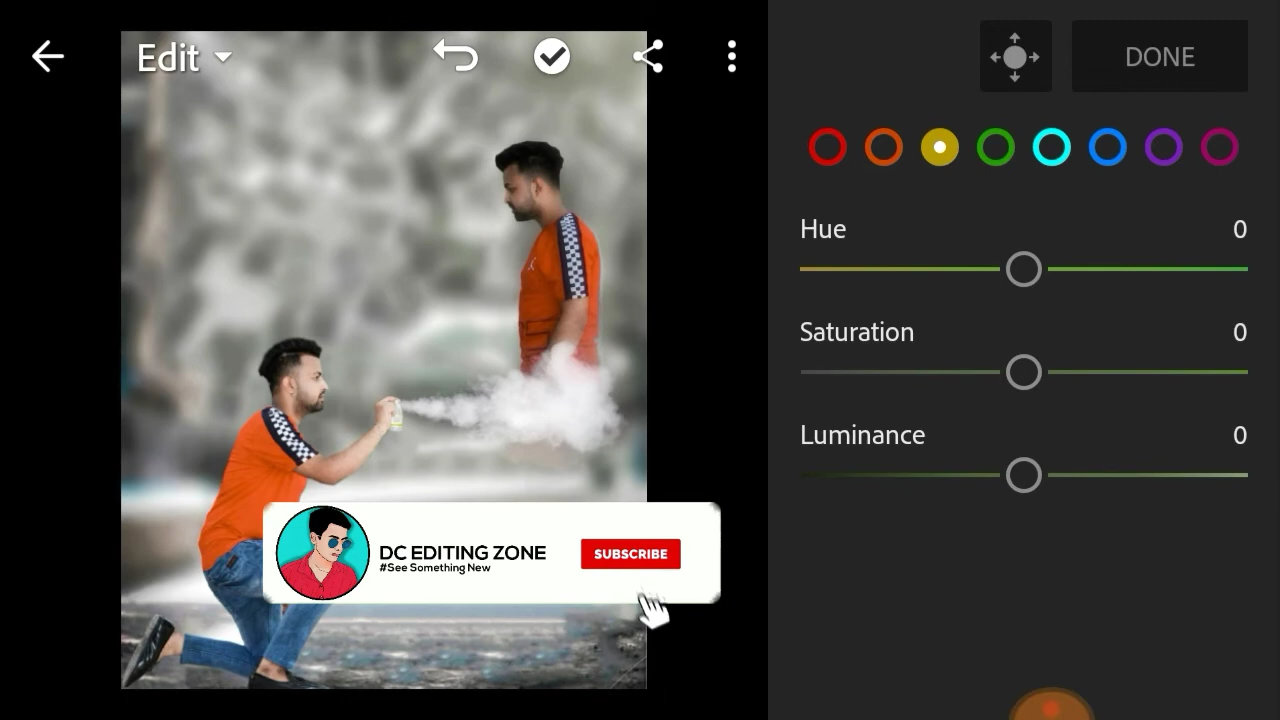 Edit
DONE
Hue 0
Saturation 0
Luminance 0
DC EDITING ZONE
#See Something New
SUBSCRIBE